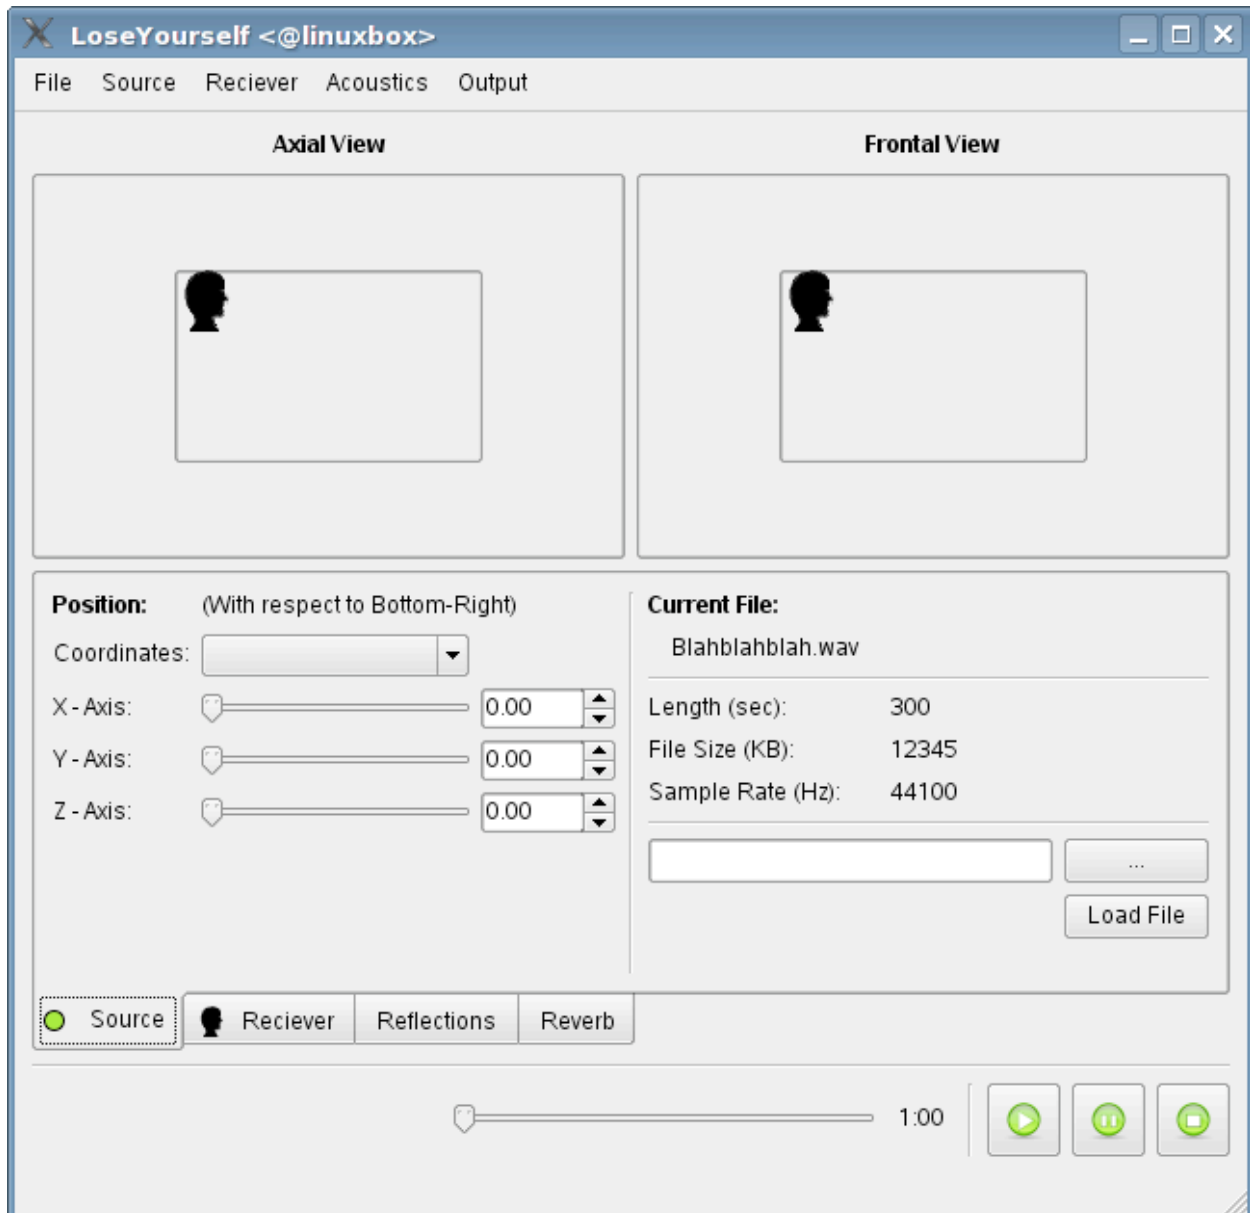 LoseYourself <@linuxbox>
File Source Reciever Acoustics Output
Axial View Frontal View
Position: (With respect to Bottom-Right)
Coordinates:
X - Axis: 0.00
Y - Axis: 0.00
Z - Axis: 0.00
Current File:
Blahblahblah.wav
Length (sec): 300
File Size (KB): 12345
Sample Rate (Hz): 44100
...
Load File
Source Reciever Reflections Reverb
1:00